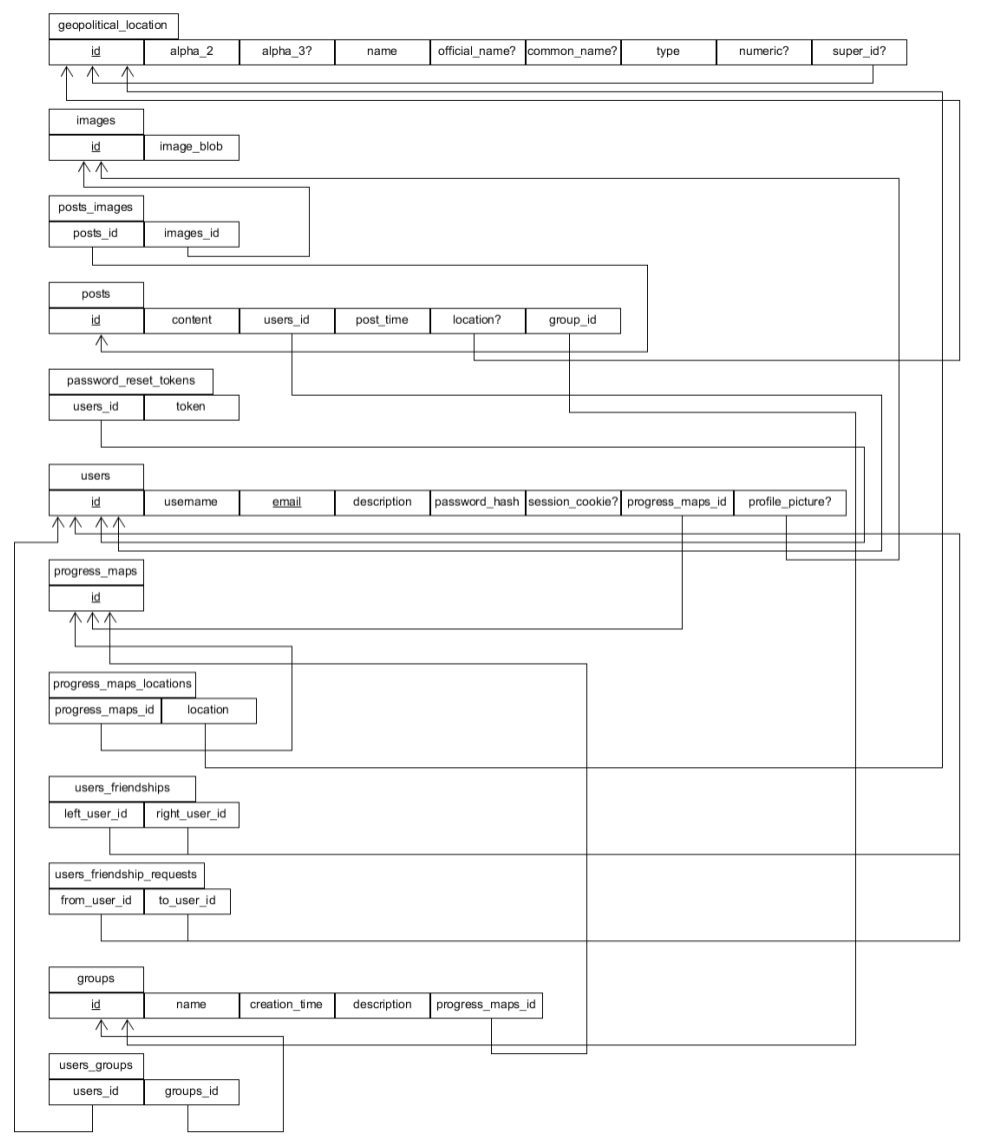 geopolitical_location
id alpha_2 alpha_3? name official_name? common_name? type numeric? super_id?
images
id image_blob
posts_images
posts_id images_id
posts
id content users_id post_time location? group_id
password_reset_tokens
users_id token
users
id username email description password_hash session_cookie? progress_maps_id profile_picture?
progress_maps
id
progress_maps_locations
progress_maps_id location
users_friendships
left_user_id right_user_id
users_friendship_requests
from_user_id to_user_id
groups
id name creation_time description progress_maps_id
users_groups
users_id groups_id